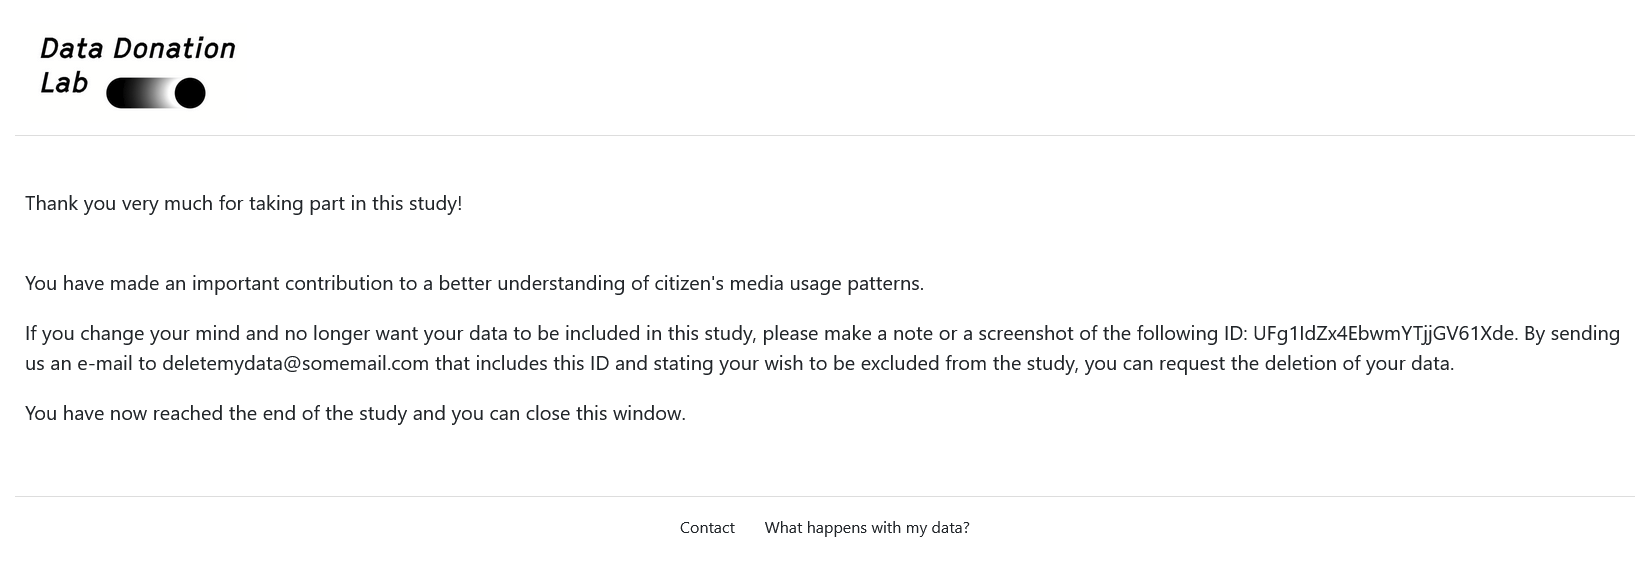 Data Donation
Lab
Thank you very much for taking part in this study!
You have made an important contribution to a better understanding of citizen's media usage patterns.
If you change your mind and no longer want your data to be included in this study, please make a note or a screenshot of the following ID: UFg1IdZx4EbwmYTjjGV61Xde. By sending
us an e-mail to deletemydata@somemail.com that includes this ID and stating your wish to be excluded from the study, you can request the deletion of your data.
You have now reached the end of the study and you can close this window.
Contact What happens with my data?